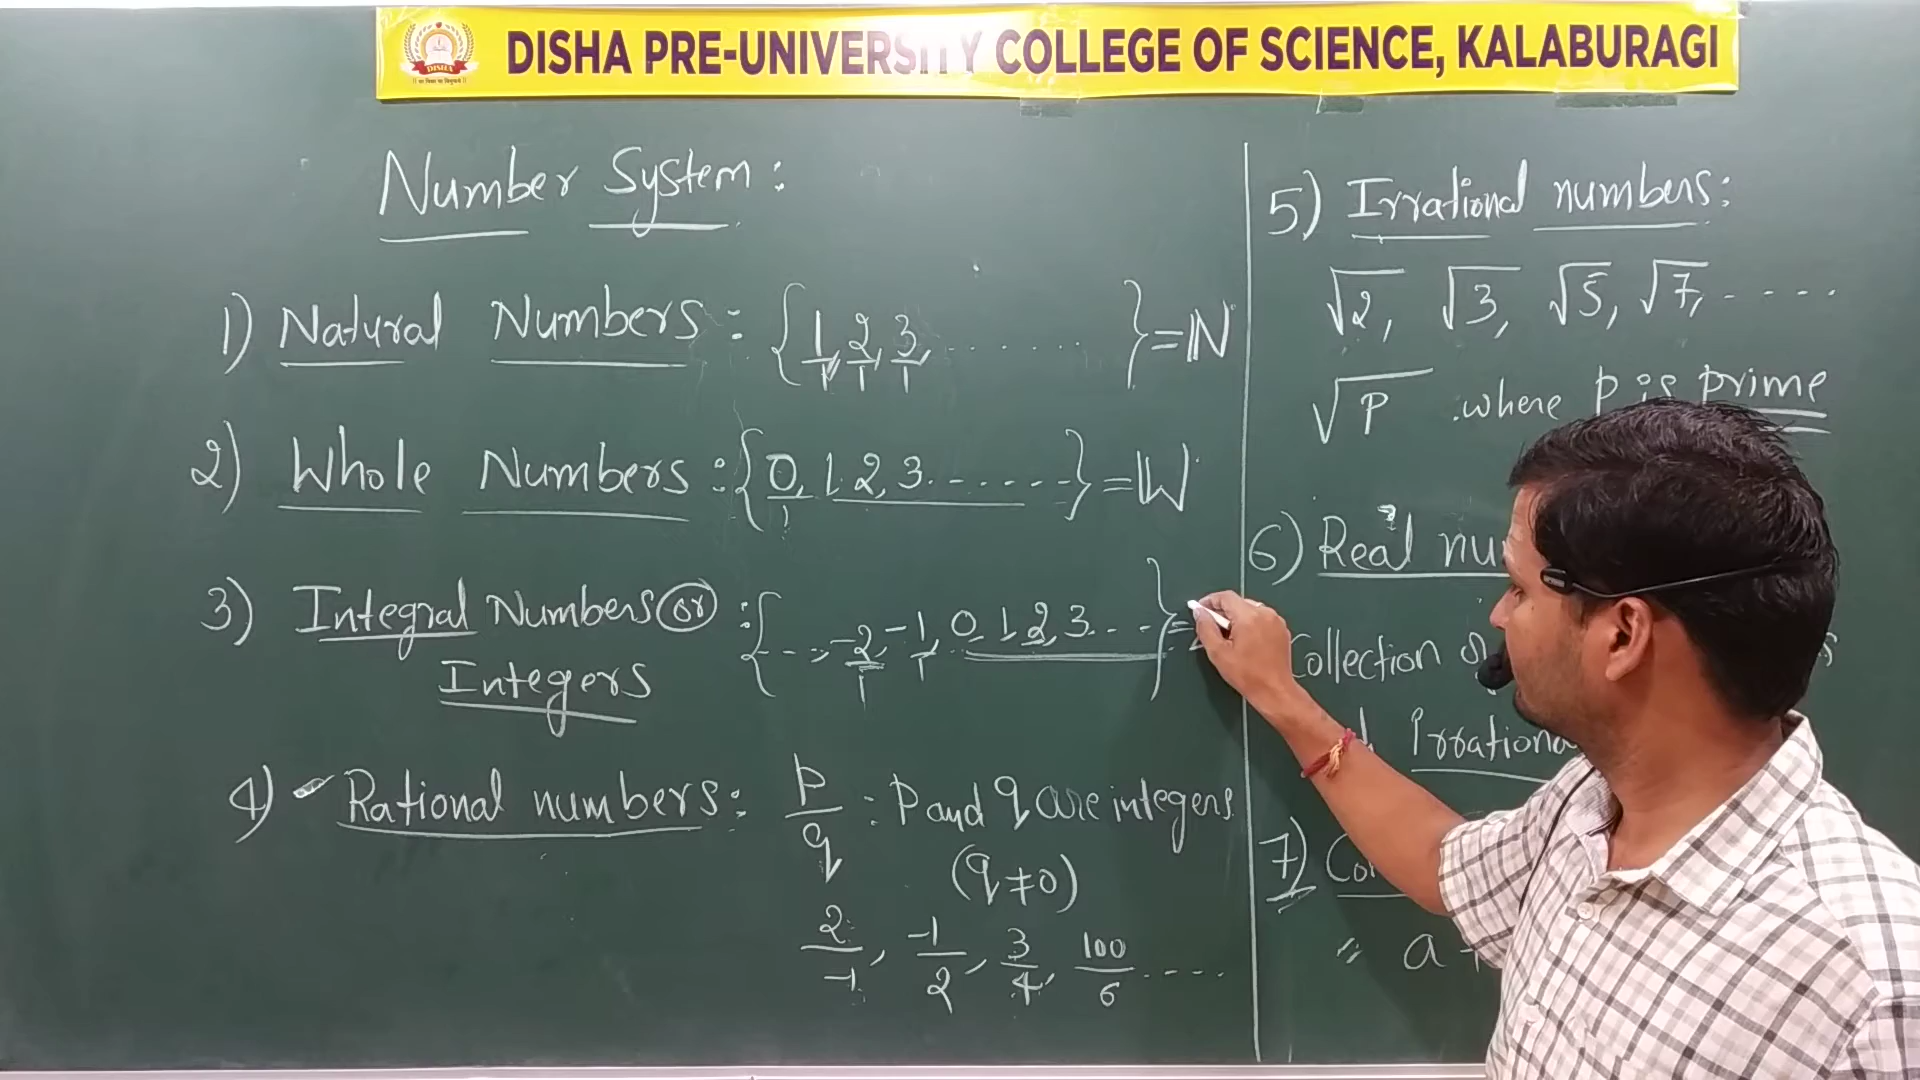 DISHA PRE-UNIVERSITY COLLEGE OF SCIENCE, KALABURAGI
DISHA
Number System:
1) Natural Numbers: {1/1, 2/1, 3/1, ....... } = ℕ
2) Whole Numbers: {0/1, 1, 2, 3.......} = 𝕎
3) Integral Numbers or
Integers : {...., -2/1, -1/1, 0, 1, 2, 3....} =
4) Rational numbers: p/q : p and q are integers
(q≠0)
2/-1, -1/2, 3/4, 100/6 .....
5) Irrational numbers:
√2, √3, √5, √7, ....
√P where p is prime
6) Real
Collection
Irrational
7)
= a +